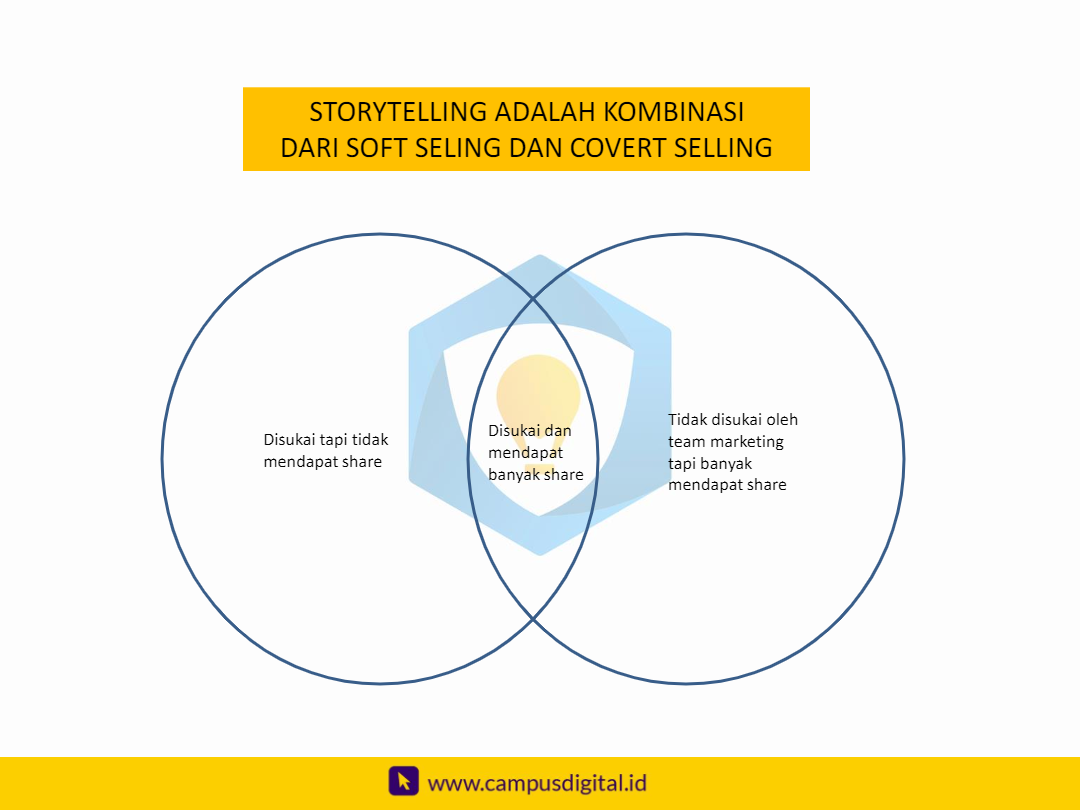 STORYTELLING ADALAH KOMBINASI
DARI SOFT SELING DAN COVERT SELLING
Disukai tapi tidak
mendapat share
Disukai dan
mendapat
banyak share
Tidak disukai oleh
team marketing
tapi banyak
mendapat share
www.campusdigital.id